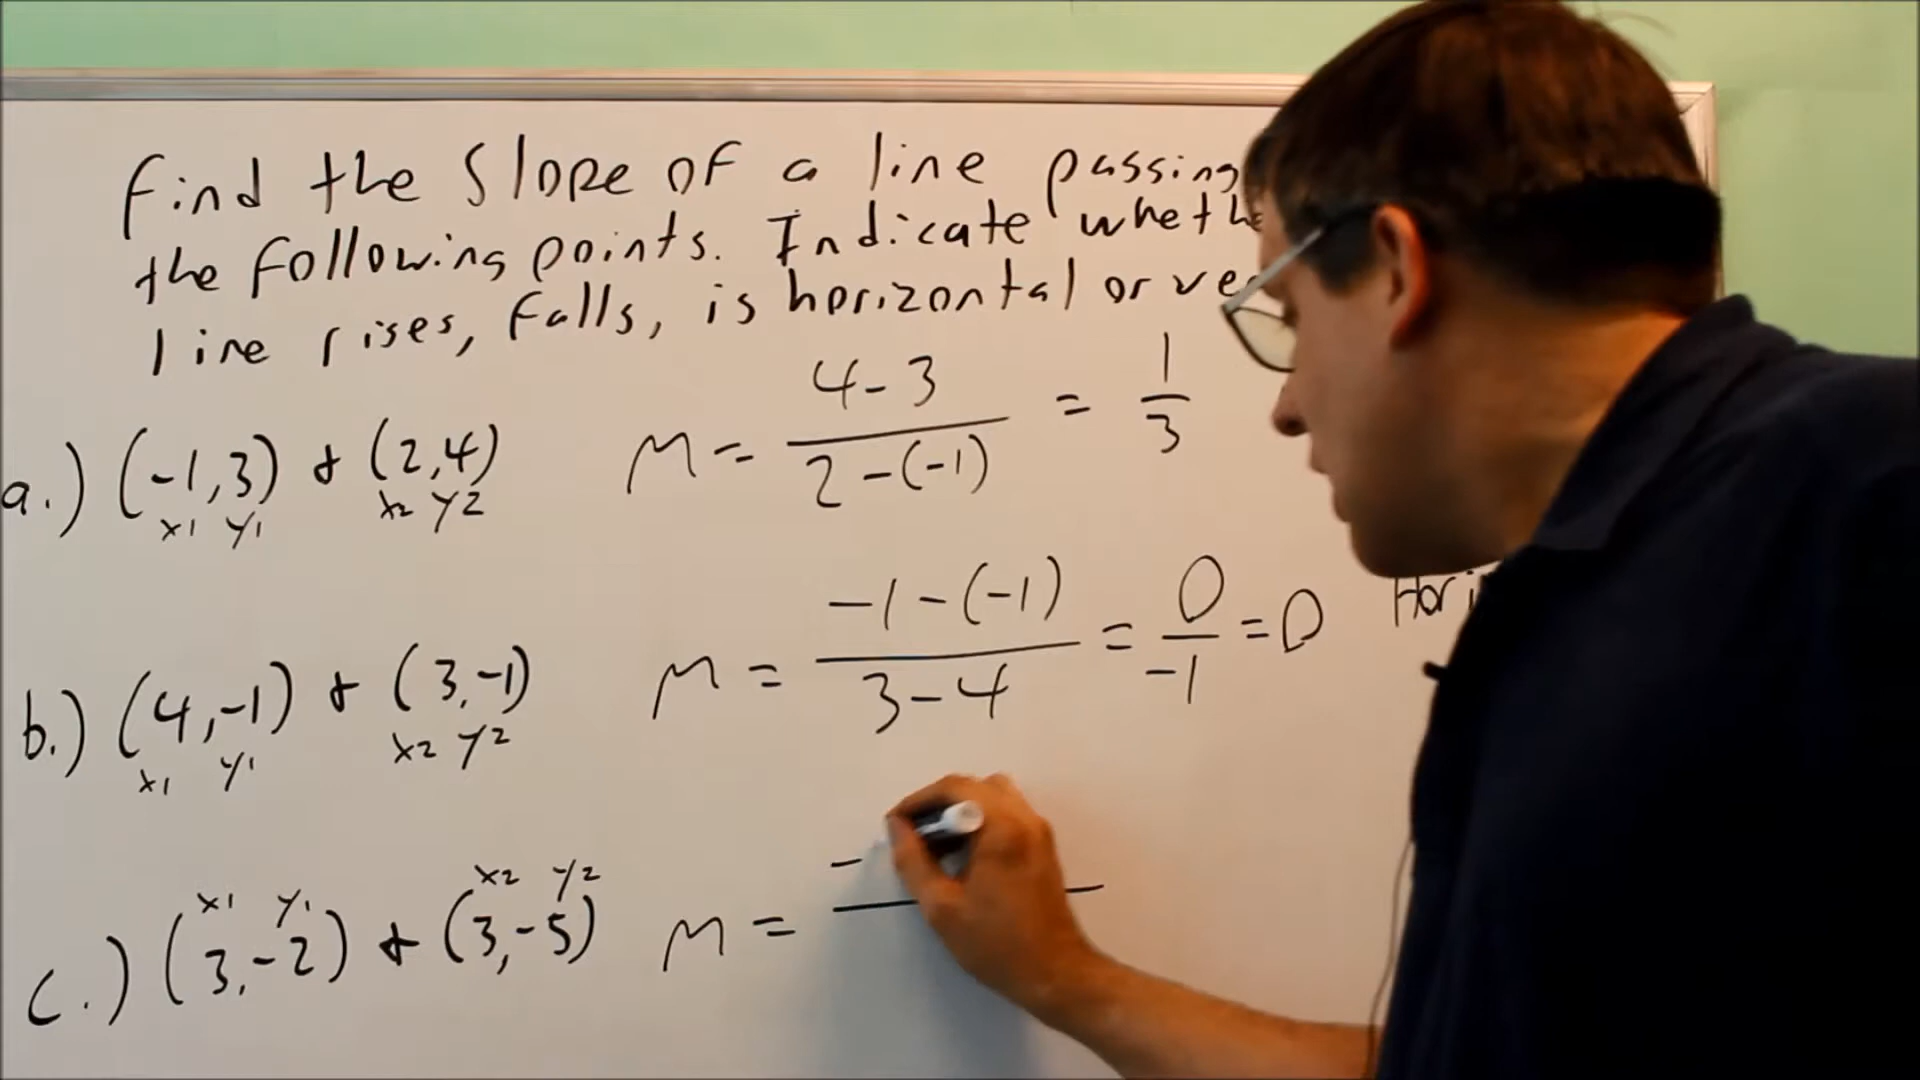 Find the slope of a line passing
the following points. Indicate
line rises, falls, is horizontal or
a.) (-1,3) & (2,4) m = 4-3 / 2-(-1) = 1/3
x1 y1 x2 y2
b.) (4,-1) & (3,-1) m = -1-(-1) / 3-4 = 0/-1 = 0
x1 y1 x2 y2
x1 y1 x2 y2
c.) (3,-2) & (3,-5) m = -